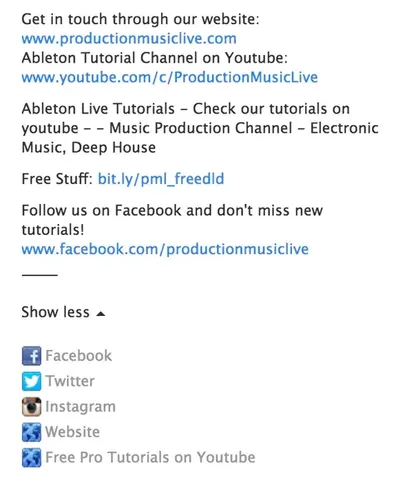 Get in touch through our website:
www.productionmusiclive.com
Ableton Tutorial Channel on Youtube:
www.youtube.com/c/ProductionMusicLive
Ableton Live Tutorials - Check our tutorials on
youtube - - Music Production Channel - Electronic
Music, Deep House
Free Stuff: bit.ly/pml_freedld
Follow us on Facebook and don't miss new
tutorials!
www.facebook.com/productionmusiclive
____
Show less
Facebook
Twitter
Instagram
Website
Free Pro Tutorials on Youtube